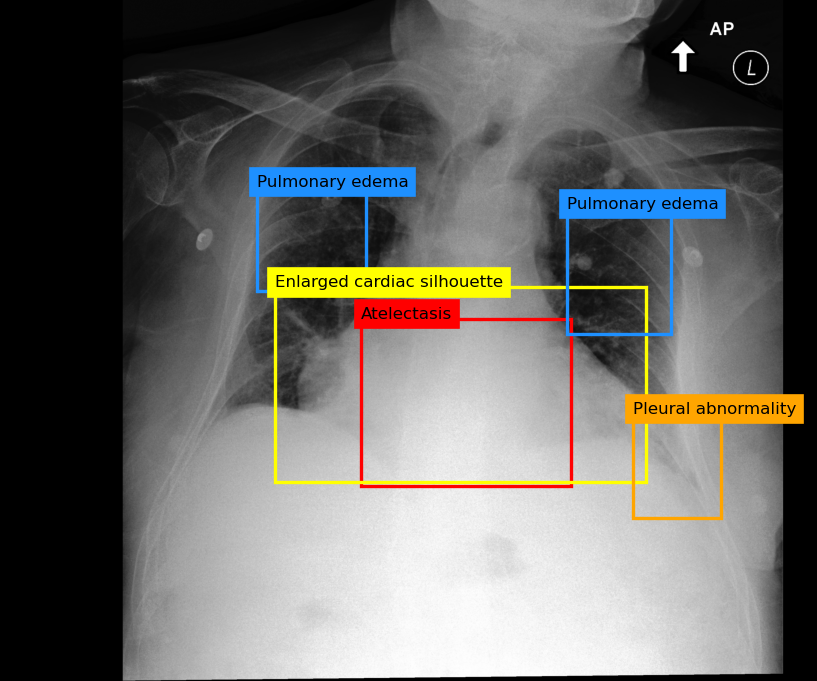 AP
L
Pulmonary edema
Pulmonary edema
Enlarged cardiac silhouette
Atelectasis
Pleural abnormality